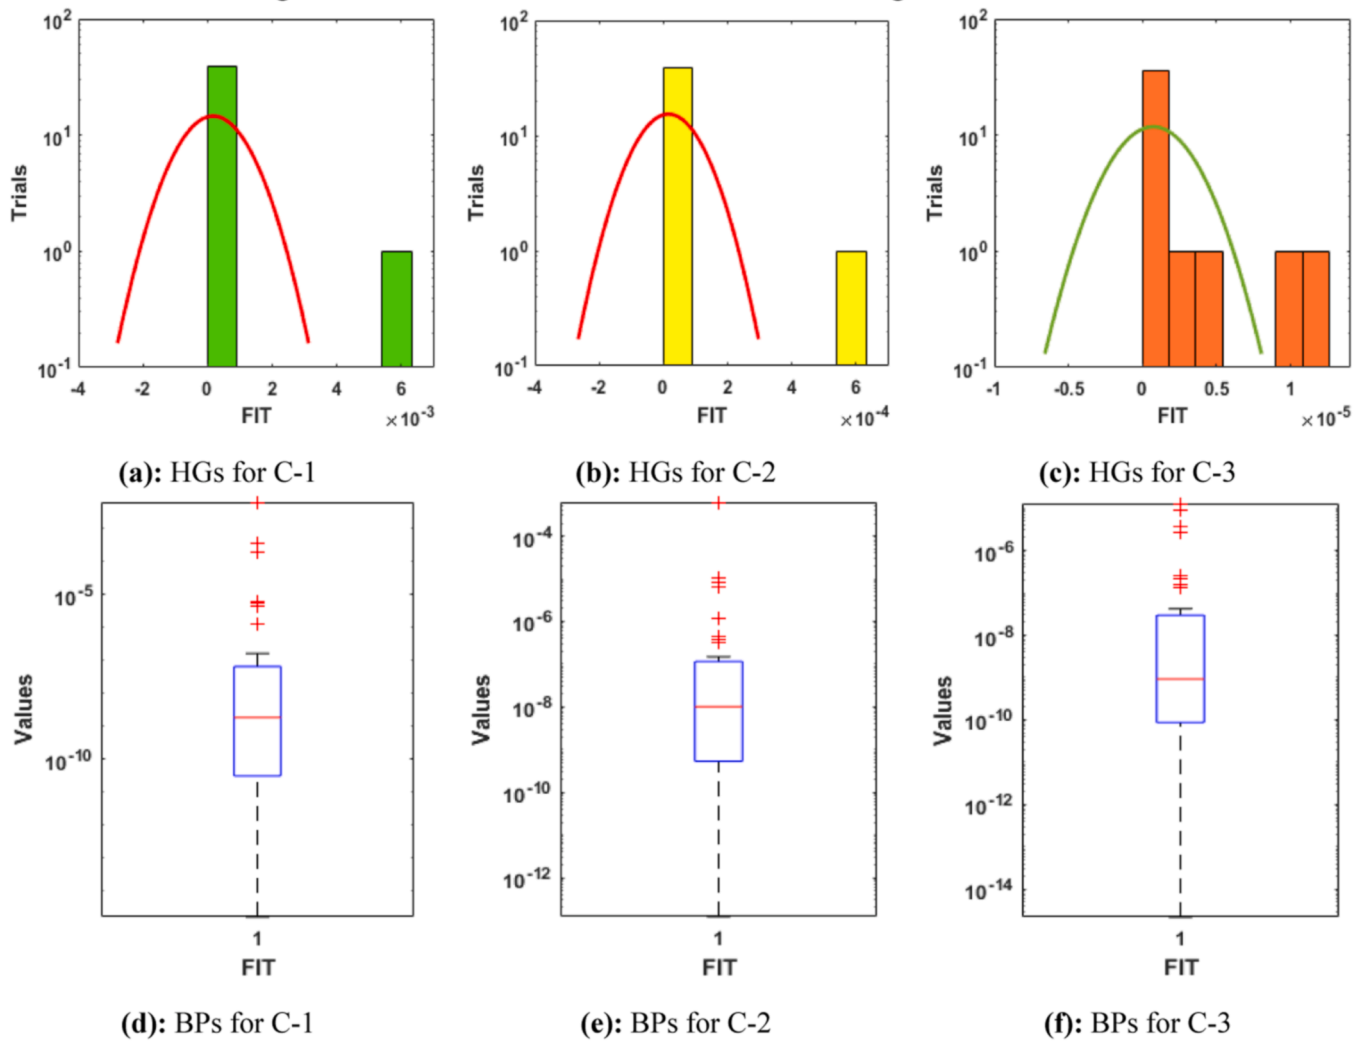 10^2 10^2 10^2
10^1 10^1 10^1
Trials Trials Trials
10^0 10^0 10^0
10^-1 10^-1 10^-1
-4 -2 0 2 4 6 -4 -2 0 2 4 6 -1 -0.5 0 0.5 1
FIT ×10^-3 FIT ×10^-4 FIT ×10^-5
(a): HGs for C-1 (b): HGs for C-2 (c): HGs for C-3
10^-5 10^-10
Values
1
FIT
10^-4 10^-6 10^-8 10^-10 10^-12
Values
1
FIT
10^-6 10^-8 10^-10 10^-12 10^-14
Values
1
FIT
(d): BPs for C-1 (e): BPs for C-2 (f): BPs for C-3